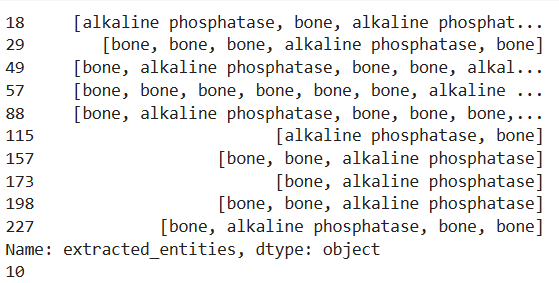 18 [alkaline phosphatase, bone, alkaline phosphat...
29 [bone, bone, bone, alkaline phosphatase, bone]
49 [bone, alkaline phosphatase, bone, bone, alkal...
57 [bone, bone, bone, bone, bone, bone, alkaline ...
88 [bone, alkaline phosphatase, bone, bone, bone,...
115 [alkaline phosphatase, bone]
157 [bone, bone, alkaline phosphatase]
173 [bone, alkaline phosphatase]
198 [bone, bone, alkaline phosphatase]
227 [bone, alkaline phosphatase, bone, bone]
Name: extracted_entities, dtype: object
10